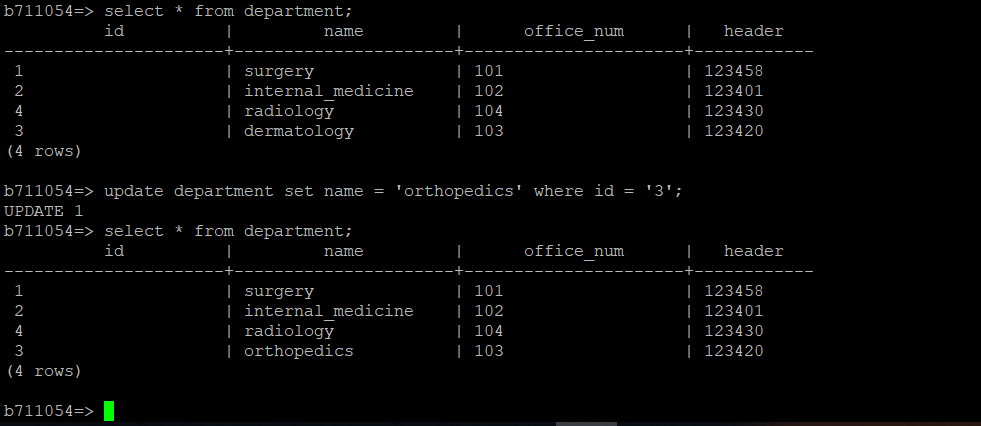 b711054=> select * from department;
          id          |         name         |      office_num      |   header
----------------------+----------------------+----------------------+------------
 1                    | surgery              | 101                  | 123458
 2                    | internal_medicine    | 102                  | 123401
 4                    | radiology            | 104                  | 123430
 3                    | dermatology          | 103                  | 123420
(4 rows)
b711054=> update department set name = 'orthopedics' where id = '3';
UPDATE 1
b711054=> select * from department;
          id          |         name         |      office_num      |   header
----------------------+----------------------+----------------------+------------
 1                    | surgery              | 101                  | 123458
 2                    | internal_medicine    | 102                  | 123401
 4                    | radiology            | 104                  | 123430
 3                    | orthopedics          | 103                  | 123420
(4 rows)
b711054=>